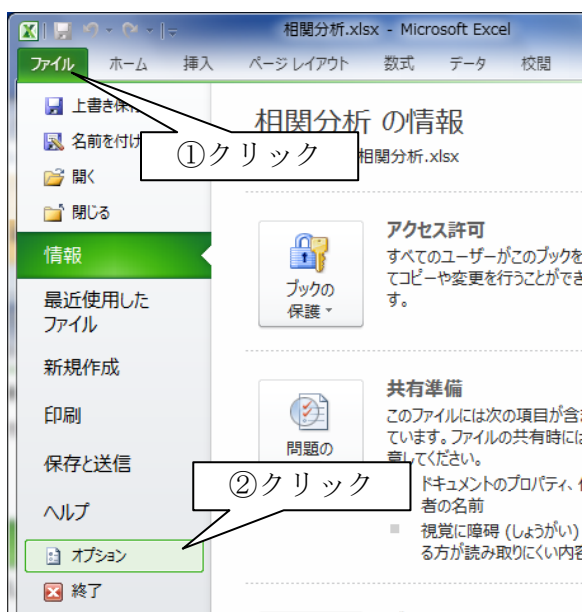 相関分析.xlsx - Microsoft Excel
ファイル ホーム 挿入 ページ レイアウト 数式 データ 校閲
上書き保存
名前を付け
①クリック
開く
閉じる
情報
最近使用した
ファイル
新規作成
印刷
保存と送信
ヘルプ
オプション
終了
相関分析 の情報
相関分析.xlsx
ブックの
保護
アクセス許可
すべてのユーザーがこのブックを
てコピーや変更を行うことができ
す。
問題の
共有準備
このファイルには次の項目が含ま
ています。ファイルの共有時には
意してください。
②クリック
ドキュメントのプロパティ、作
者の名前
視覚に障碍 (しょうがい)
る方が読み取りにくい内容